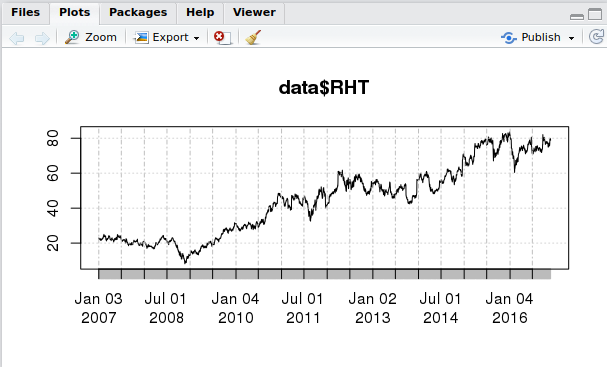 Files Plots Packages Help Viewer
Zoom Export Publish
data$RHT
80
60
40
20
Jan 03 Jul 01 Jan 04 Jul 01 Jan 02 Jul 01 Jan 04
2007 2008 2010 2011 2013 2014 2016